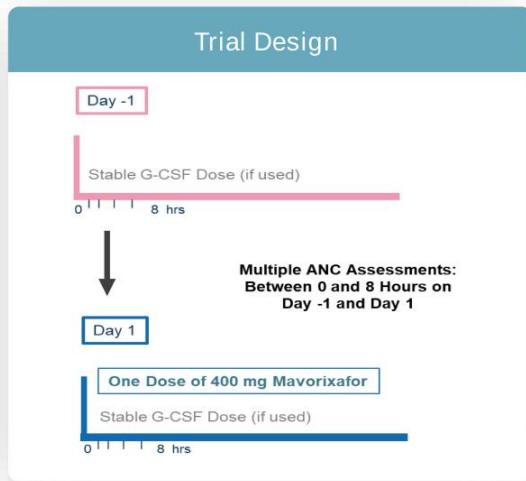 Trial Design
Day -1
Stable G-CSF Dose (if used)
0 8 hrs
Multiple ANC Assessments:
Between 0 and 8 Hours on
Day -1 and Day 1
Day 1
One Dose of 400 mg Mavorixafor
Stable G-CSF Dose (if used)
0 8 hrs